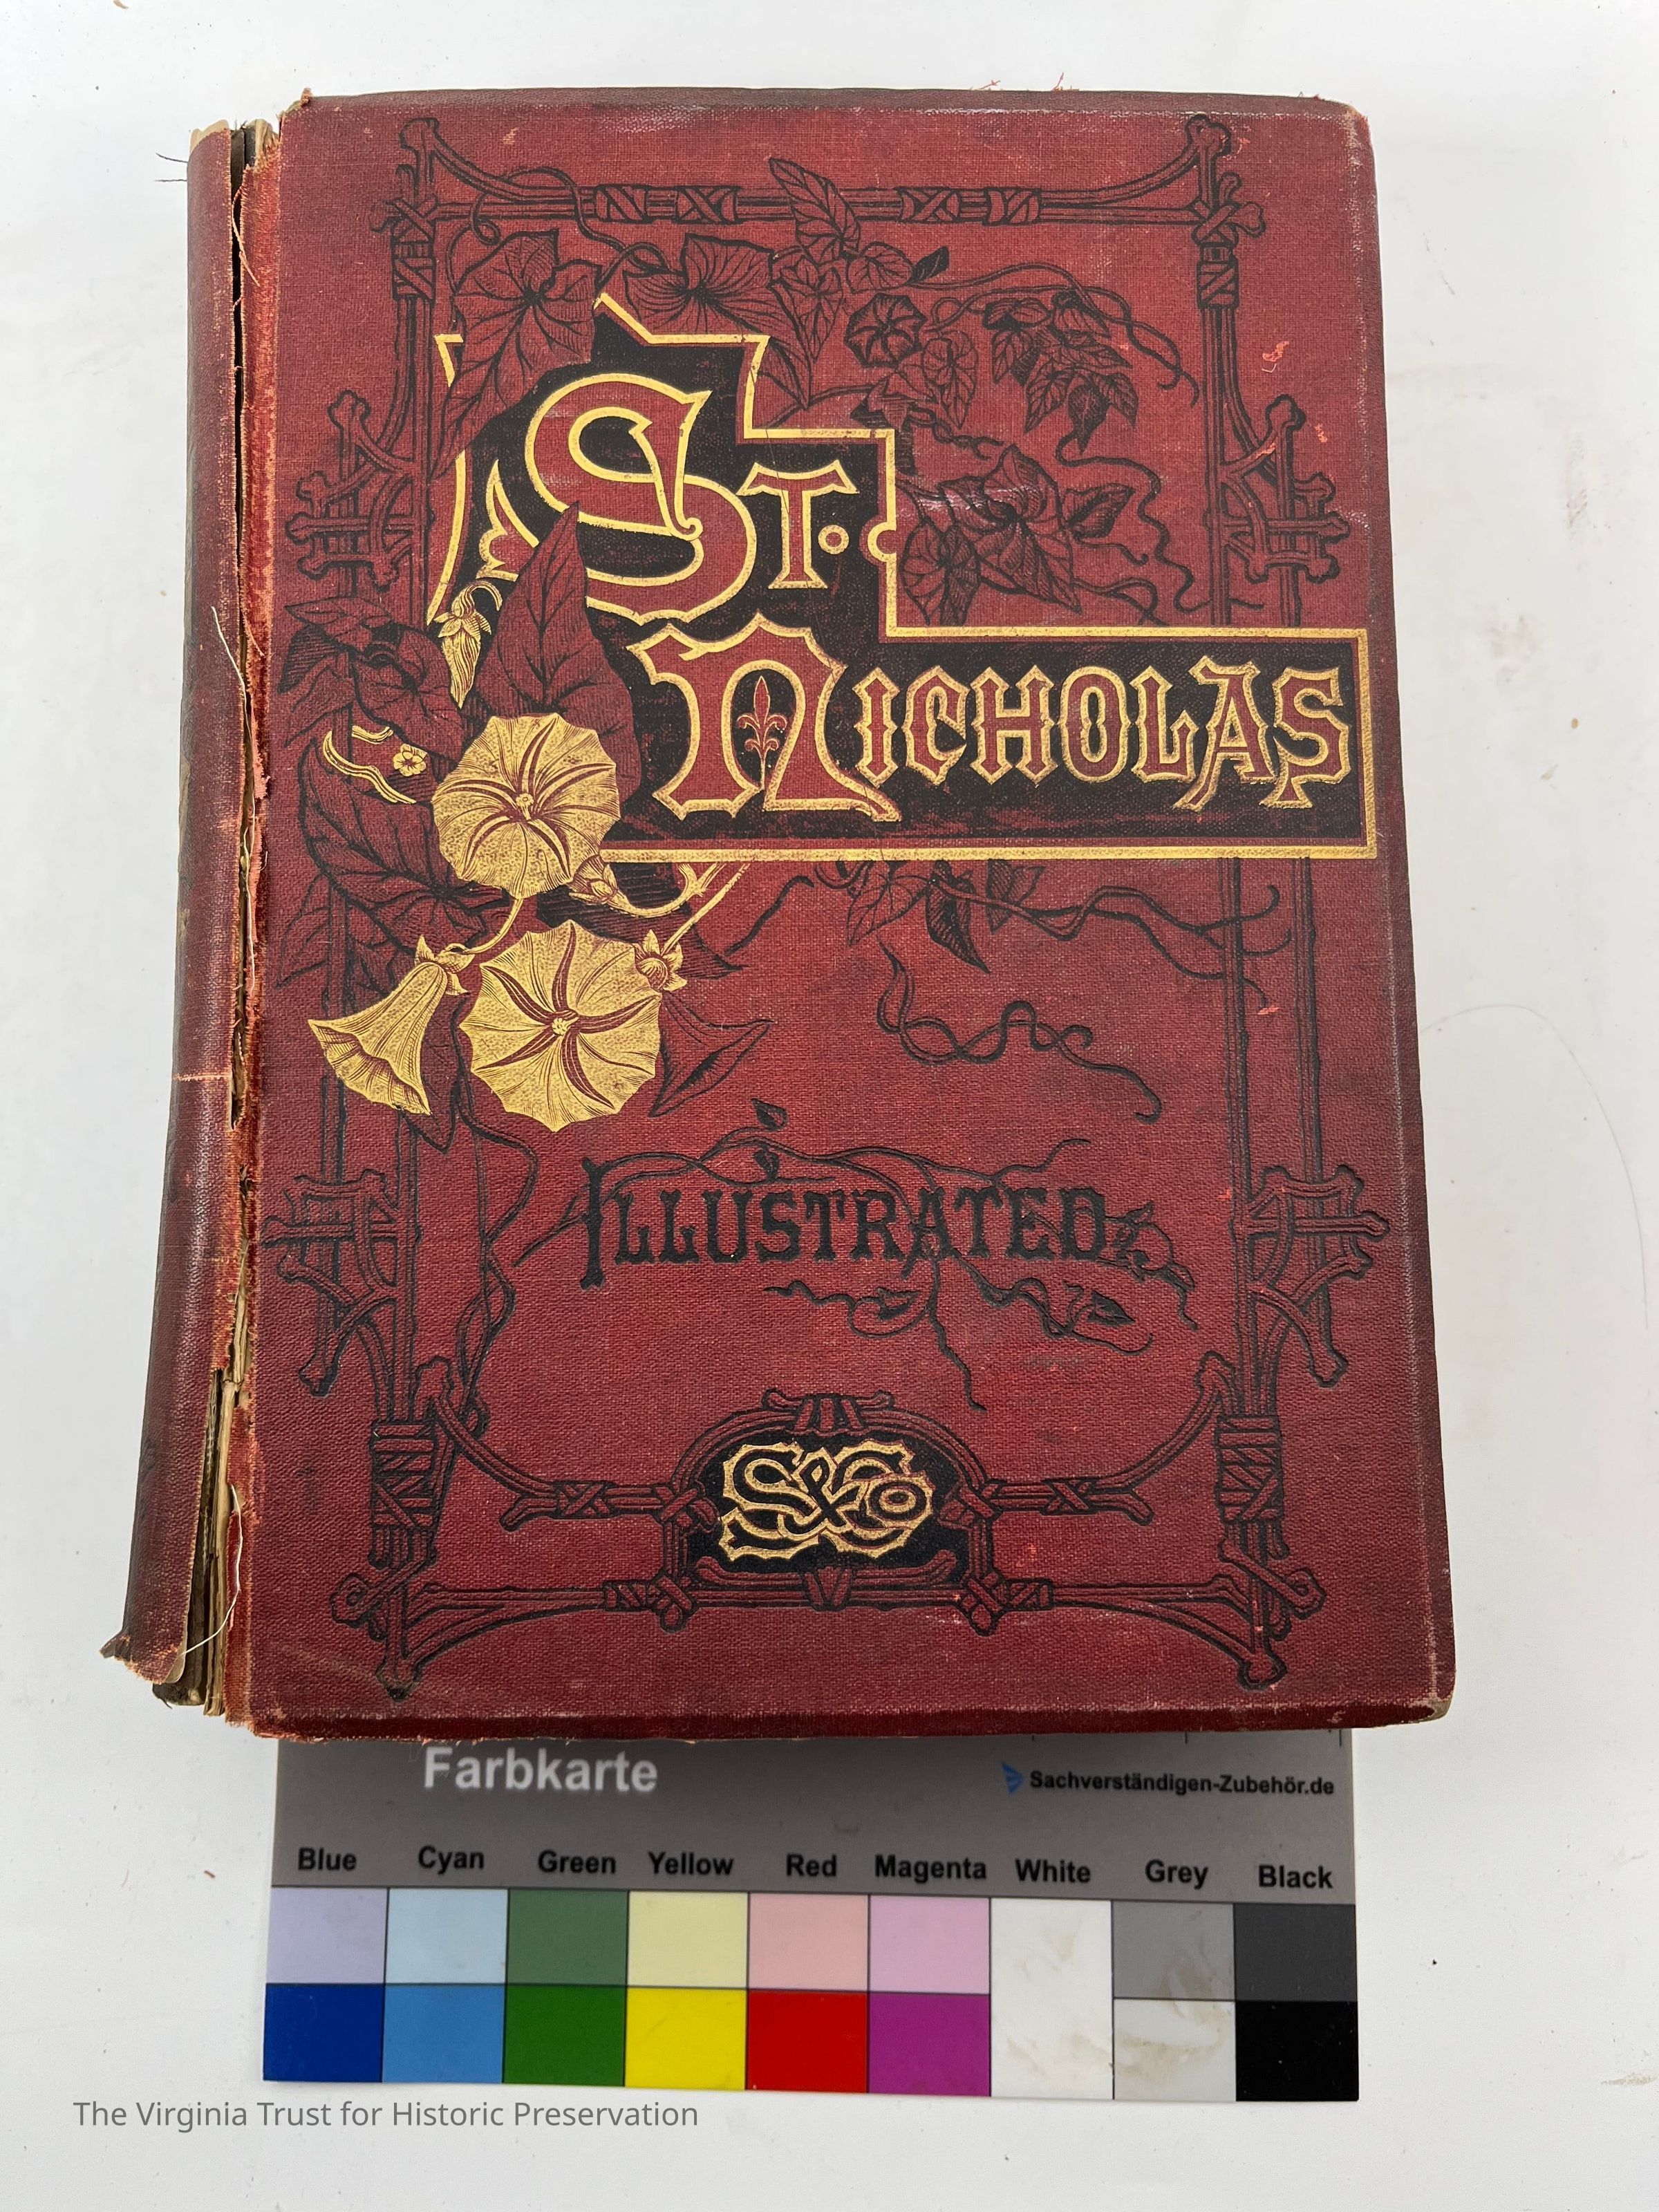 St.
Nicholas
Illustrated
S & Co
Farbkarte
Sachverständigen-Zubehör.de
Blue Cyan Green Yellow Red Magenta White Grey Black
The Virginia Trust for Historic Preservation